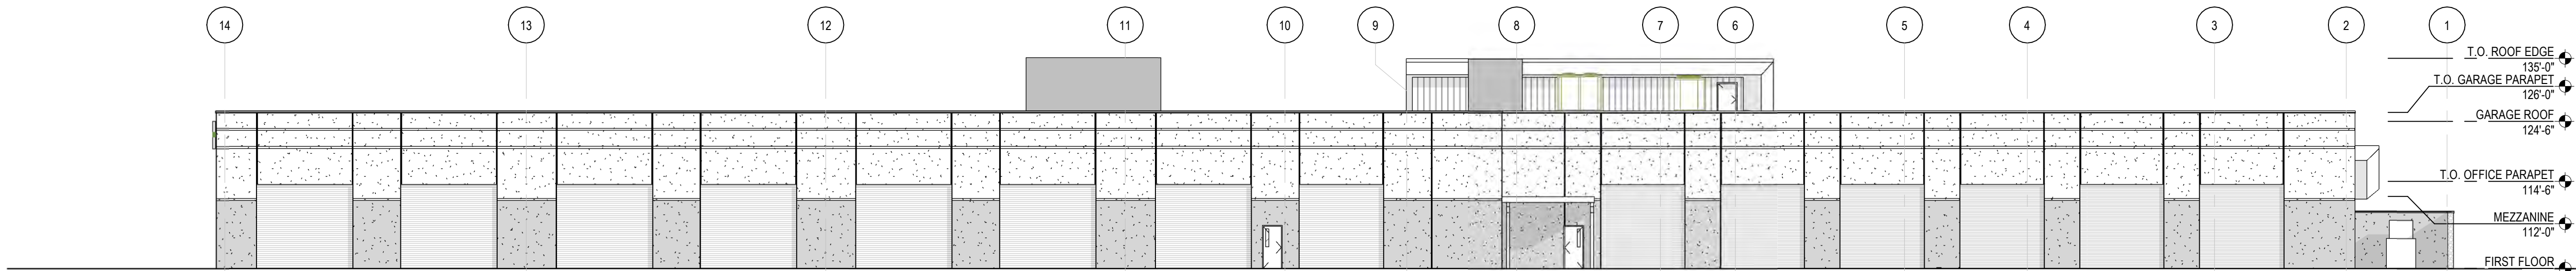 14 13 12 11 10 9 8 7 6 5 4 3 2 1
T.O. ROOF EDGE
135'-0"
T.O. GARAGE PARAPET
126'-0"
GARAGE ROOF
124'-6"
T.O. OFFICE PARAPET
114'-6"
MEZZANINE
112'-0"
FIRST FLOOR